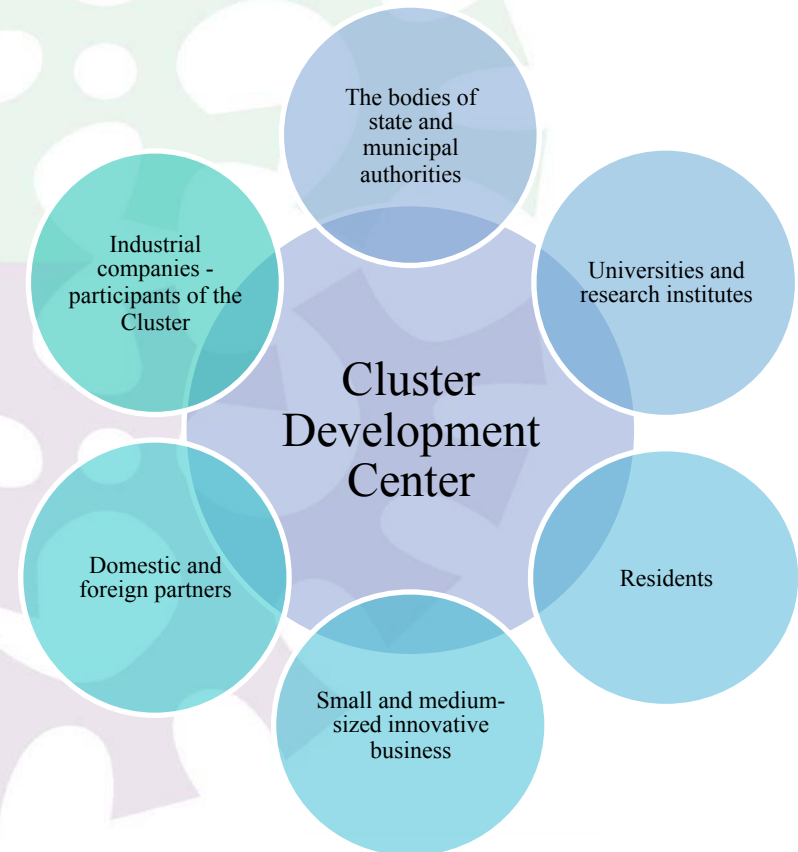 The bodies of
state and
municipal
authorities
Industrial
companies -
participants of the
Cluster
Universities and
research institutes
Cluster
Development
Center
Domestic and
foreign partners
Residents
Small and medium-
sized innovative
business